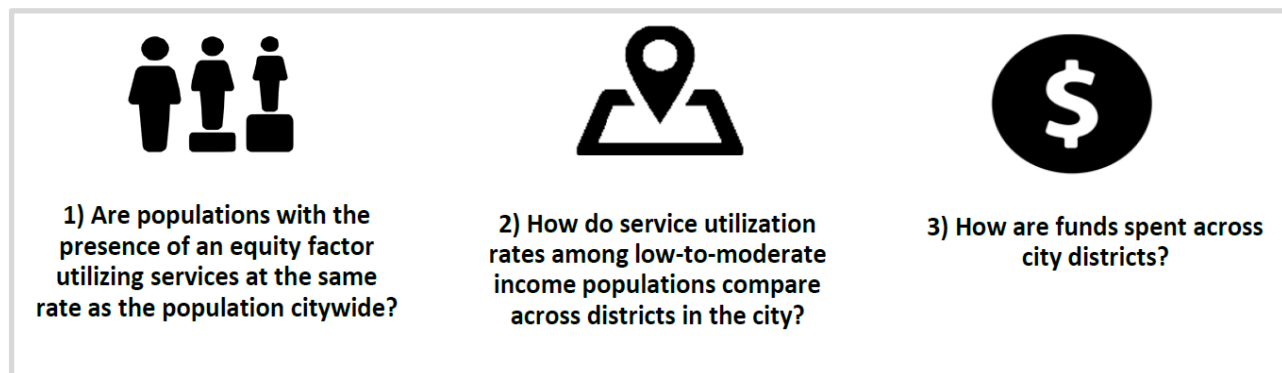 $
1) Are populations with the
presence of an equity factor
utilizing services at the same
rate as the population citywide?
2) How do service utilization
rates among low-to-moderate
income populations compare
across districts in the city?
3) How are funds spent across
city districts?